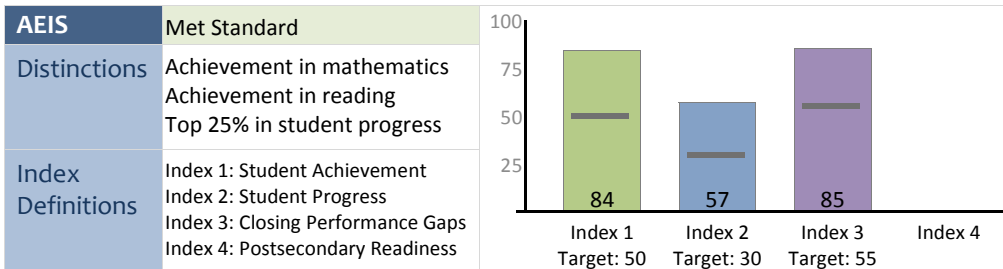 AEIS
Met Standard
Distinctions
Achievement in mathematics
Achievement in reading
Top 25% in student progress
Index
Definitions
Index 1: Student Achievement
Index 2: Student Progress
Index 3: Closing Performance Gaps
Index 4: Postsecondary Readiness
100
75
50
25
84
57
85
Index 1
Target: 50
Index 2
Target: 30
Index 3
Target: 55
Index 4